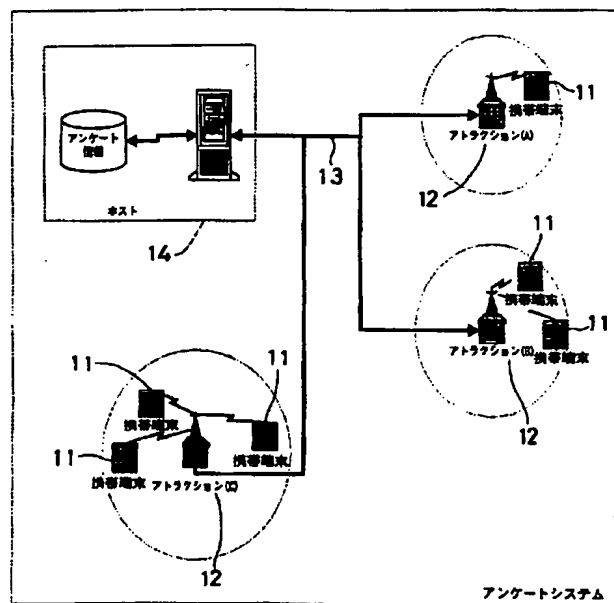 アンケート
情報
ホスト
14
13
11
携帯端末
アトラクション(A)
12
11
携帯端末
11
携帯端末
アトラクション(B)
12
11
携帯端末
11
携帯端末
11
携帯端末
アトラクション(C)
12
アンケートシステム